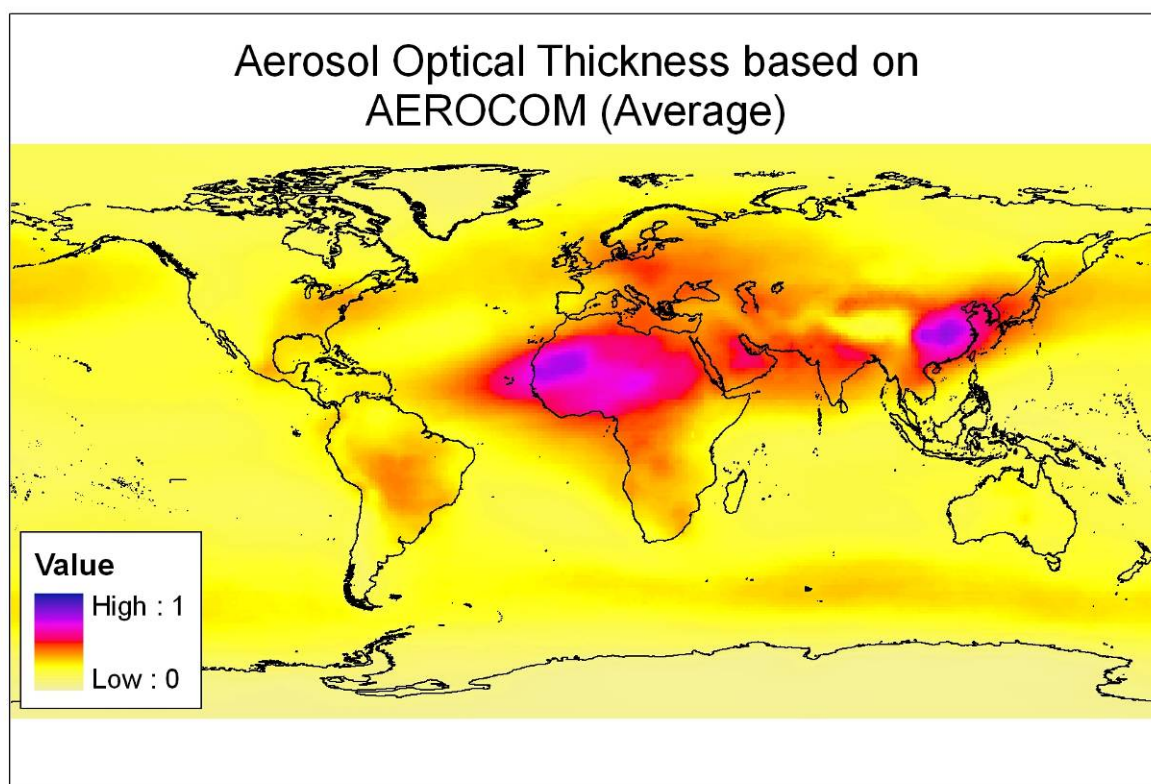 Aerosol Optical Thickness based on
AEROCOM (Average)
Value
High : 1
Low : 0